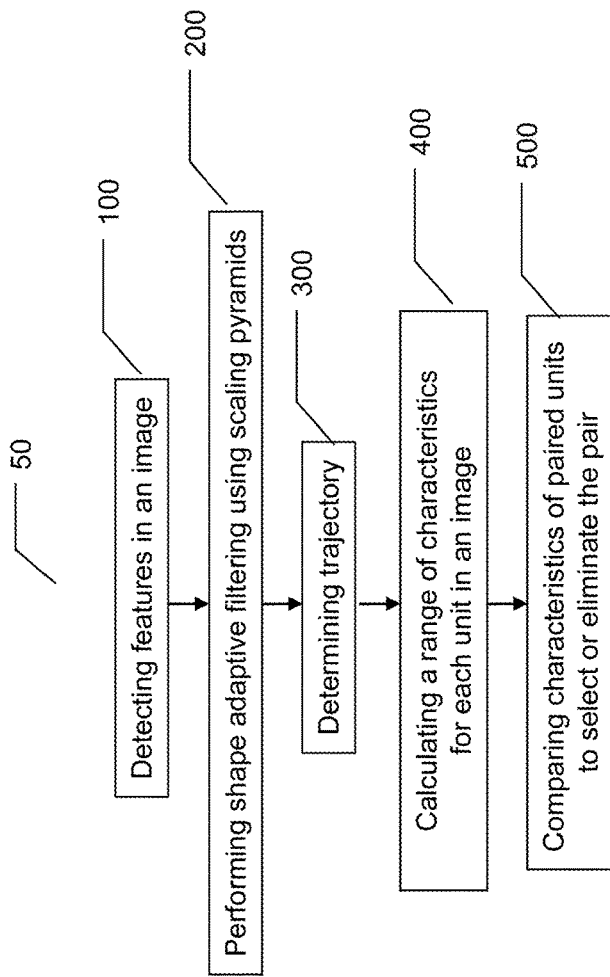 50
Detecting features in an image
100
Performing shape adaptive filtering using scaling pyramids
200
Determining trajectory
300
Calculating a range of characteristics
for each unit in an image
400
Comparing characteristics of paired units
to select or eliminate the pair
500